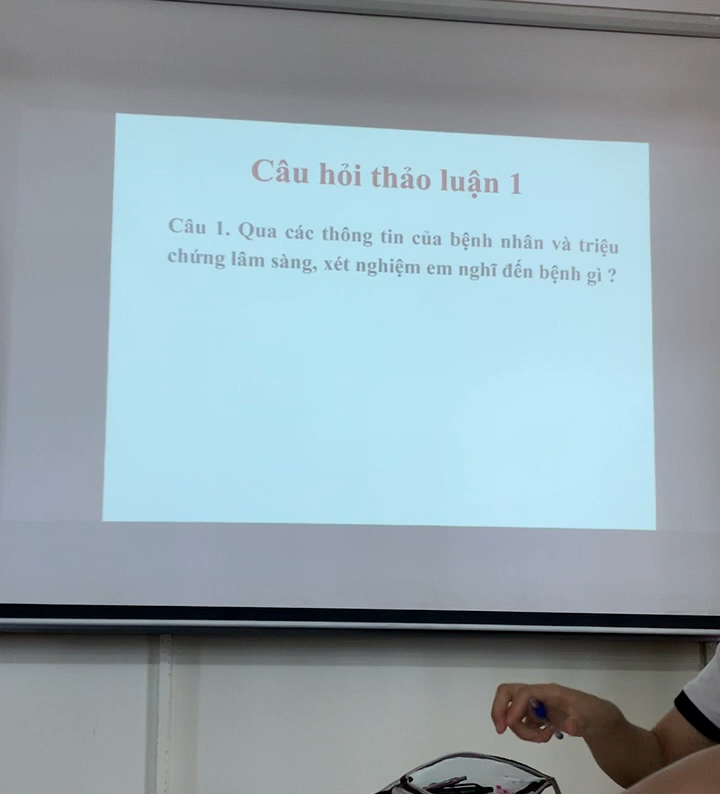 Câu hỏi thảo luận 1
Câu 1. Qua các thông tin của bệnh nhân và triệu
chứng lâm sàng, xét nghiệm em nghĩ đến bệnh gì ?